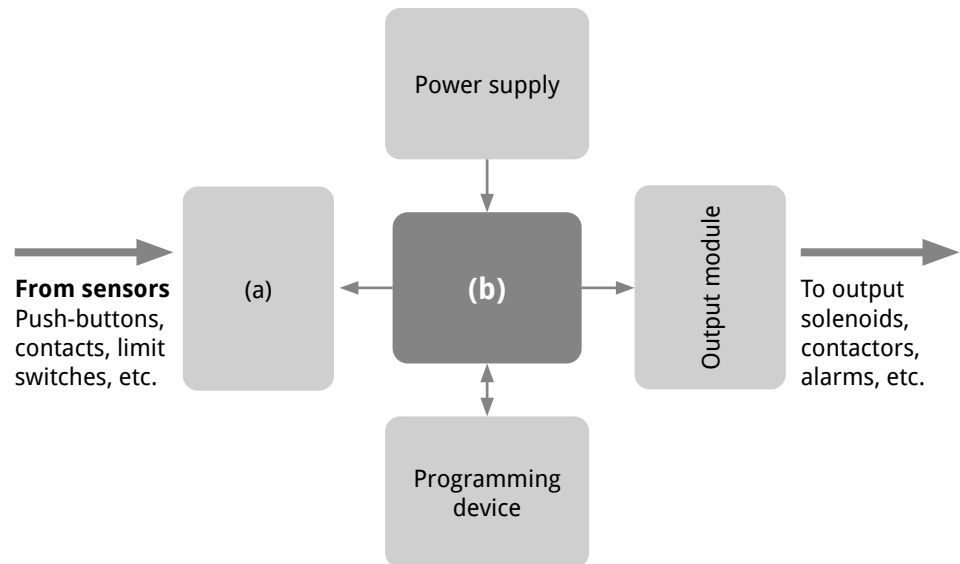 Power supply
From sensors
Push-buttons,
contacts, limit
switches, etc.
(a)
(b)
Output module
To output
solenoids,
contactors,
alarms, etc.
Programming
device